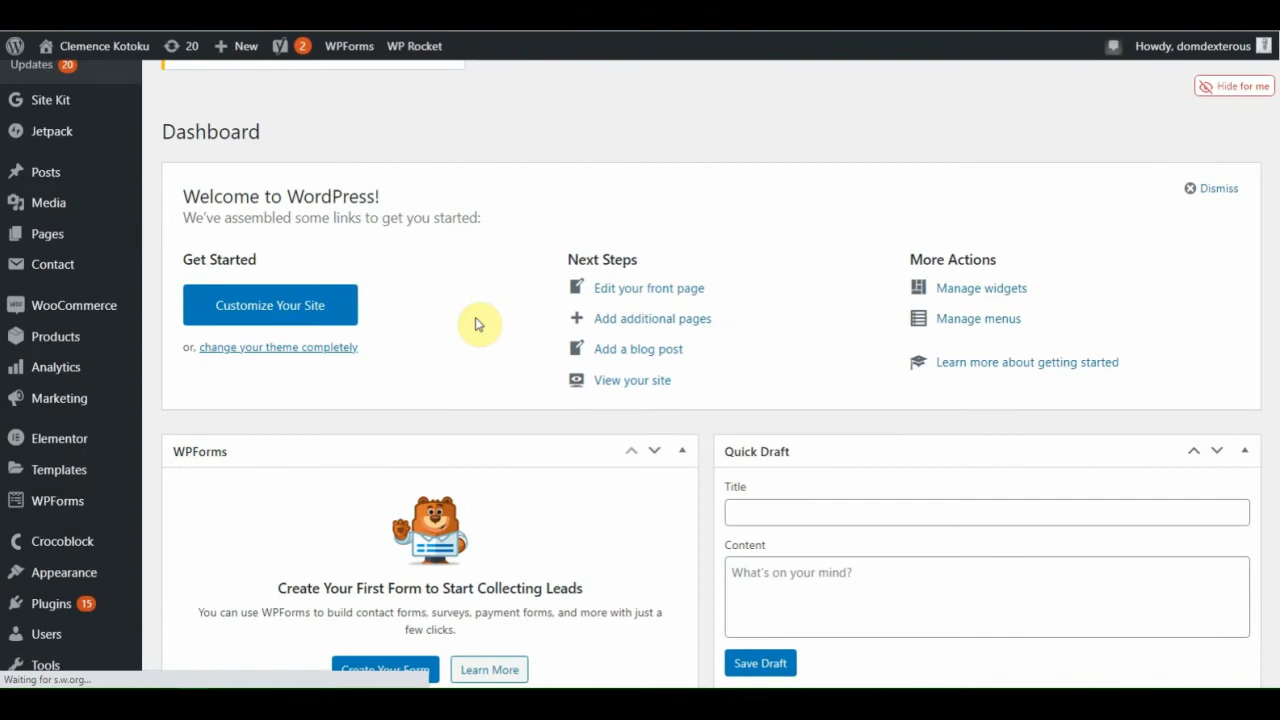 Clemence Kotoku 20 New 2 WPForms WP Rocket Howdy, domdexterous
Updates 20
Hide for me
Site Kit
Jetpack
Posts
Media
Pages
Contact
WooCommerce
Products
Analytics
Marketing
Elementor
Templates
WPForms
Crocoblock
Appearance
Plugins 15
Users
Tools
Dashboard
Welcome to WordPress!
Dismiss
We've assembled some links to get you started:
Get Started
Customize Your Site
or, change your theme completely
Next Steps
Edit your front page
Add additional pages
Add a blog post
View your site
More Actions
Manage widgets
Manage menus
Learn more about getting started
WPForms
Create Your First Form to Start Collecting Leads
You can use WPForms to build contact forms, surveys, payment forms, and more with just a
few clicks.
Create Your Form Learn More
Quick Draft
Title
Content
What's on your mind?
Save Draft
Waiting for s.w.org...